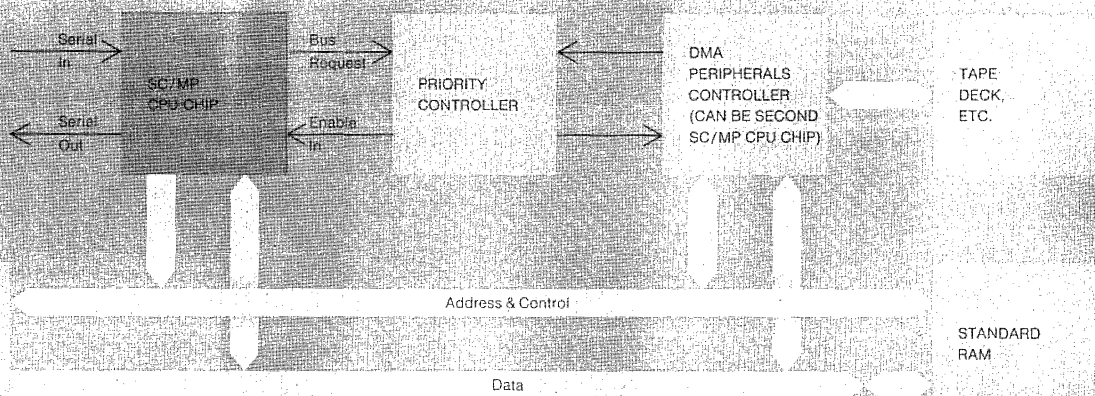 Serial
In
SC/MP
CPU CHIP
Serial
Out
Bus
Request
Enable
In
PRIORITY
CONTROLLER
DMA
PERIPHERALS
CONTROLLER
(CAN BE SECOND
SC/MP CPU CHIP)
TAPE
DECK,
ETC.
Address & Control
STANDARD
RAM
Data